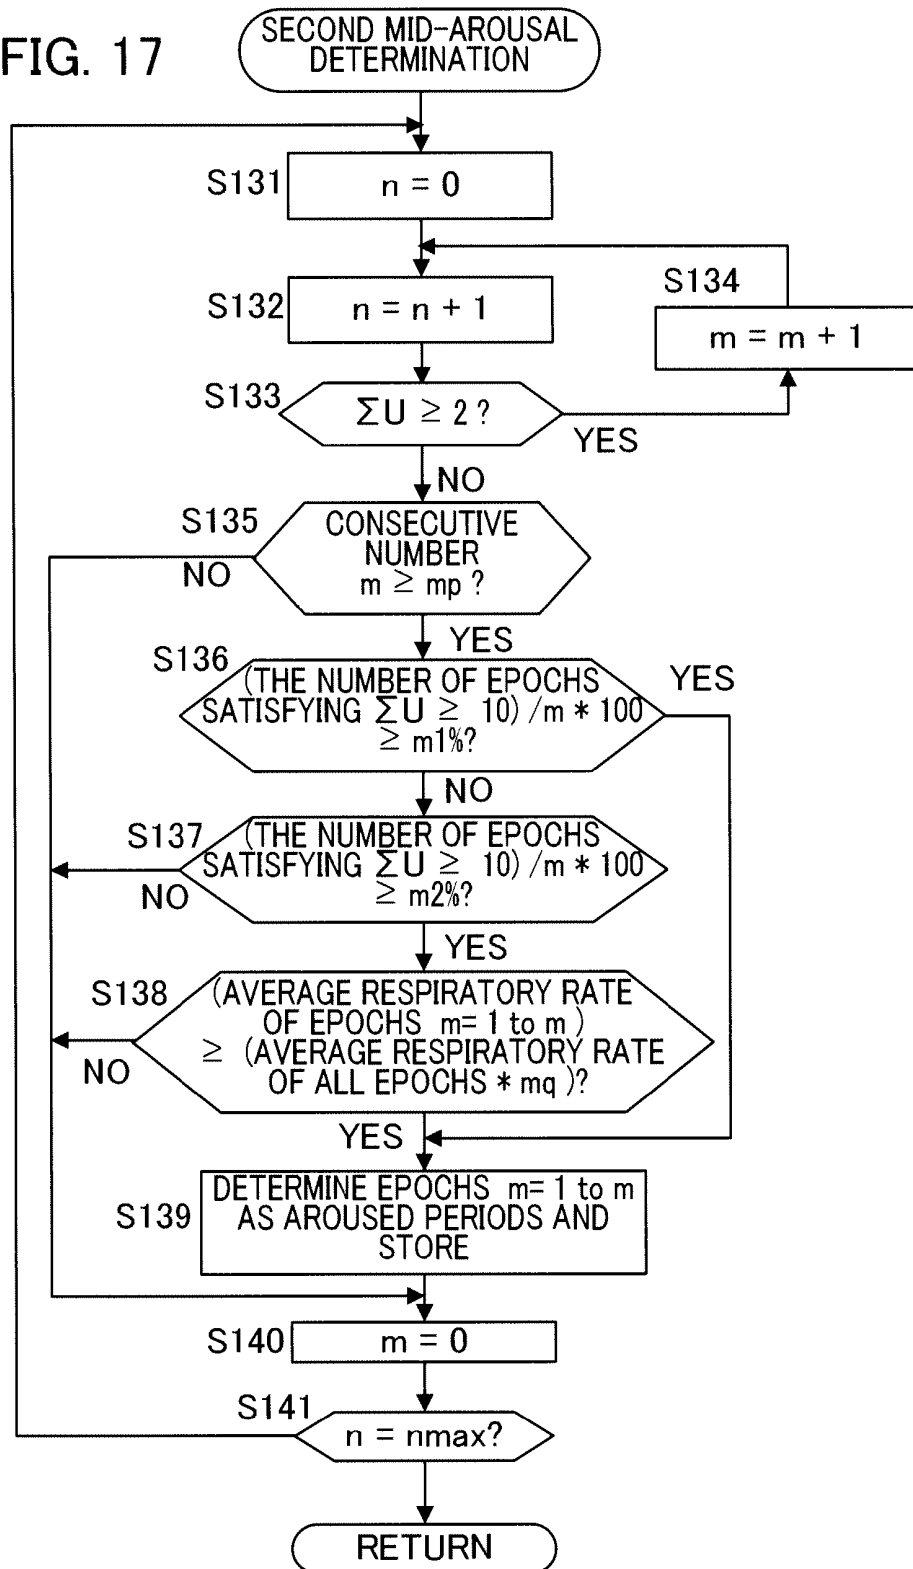 FIG. 17
SECOND MID-AROUSAL
DETERMINATION
S131
n = 0
S132
n = n + 1
S134
m = m + 1
S133
ΣU ≥ 2 ?
YES
NO
S135
CONSECUTIVE
NUMBER
m ≥ mp ?
NO
YES
S136
(THE NUMBER OF EPOCHS
SATISFYING ΣU ≥ 10) /m * 100
≥ m1%?
YES
NO
S137
(THE NUMBER OF EPOCHS
SATISFYING ΣU ≥ 10) /m * 100
≥ m2%?
NO
YES
S138
(AVERAGE RESPIRATORY RATE
OF EPOCHS m= 1 to m )
≥ (AVERAGE RESPIRATORY RATE
OF ALL EPOCHS * mq )?
NO
YES
S139
DETERMINE EPOCHS m= 1 to m
AS AROUSED PERIODS AND
STORE
S140
m = 0
S141
n = nmax?
RETURN